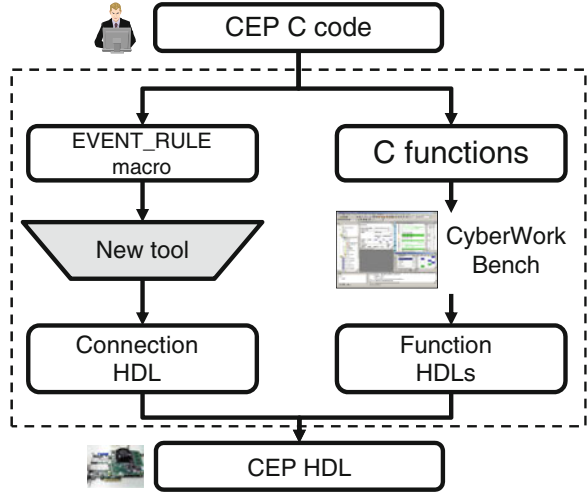 CEP C code
EVENT_RULE
macro
C functions
New tool
CyberWork
Bench
Connection
HDL
Function
HDLs
CEP HDL